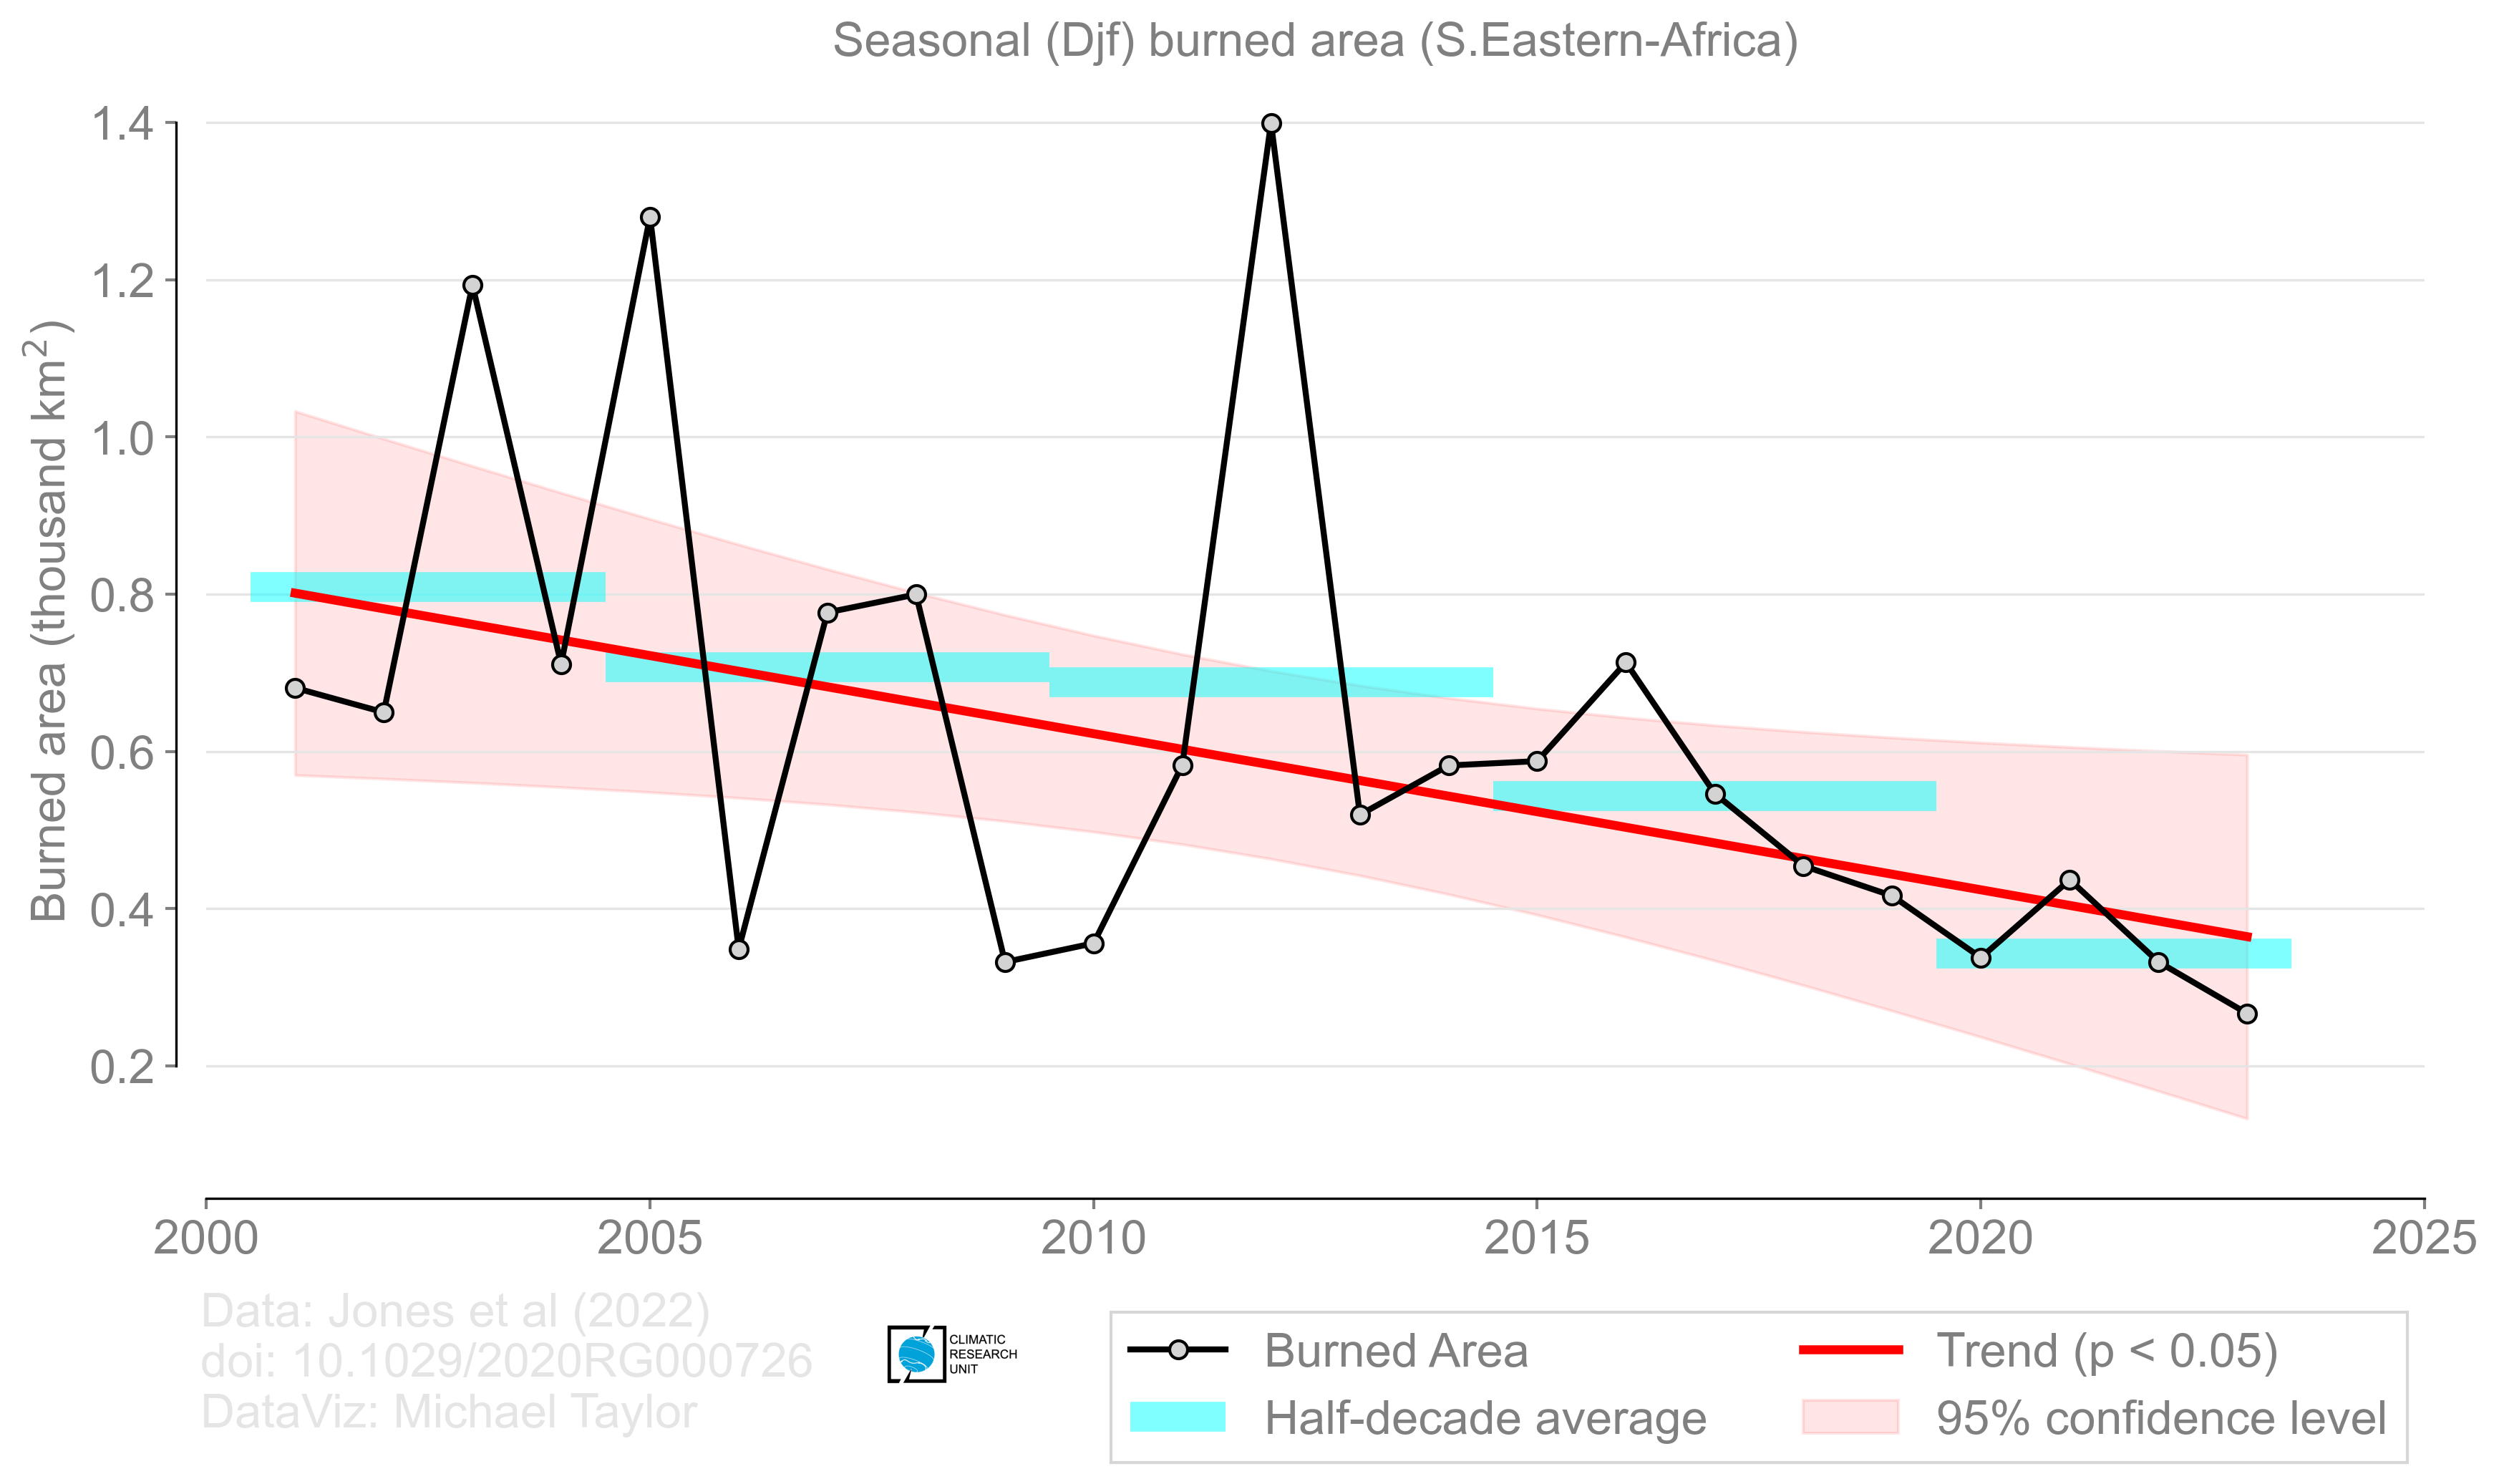 Seasonal (Djf) burned area (S.Eastern-Africa)
Burned area (thousand km²)
1.4
1.2
1.0
0.8
0.6
0.4
0.2
2000 2005 2010 2015 2020 2025
Data: Jones et al (2022)
doi: 10.1029/2020RG000726
DataViz: Michael Taylor
CLIMATIC
RESEARCH
UNIT
Burned Area
Half-decade average
Trend (p < 0.05)
95% confidence level